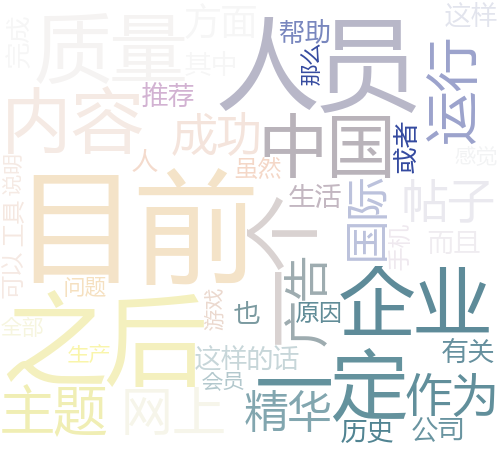 完成
质量
方面
其中
人员
帮助
那么
这样
运行
推荐
内容
成功
中国
或者
感觉
人
虽然
说明
工具
可以
目前
一个
生活
国际
帖子
手机
而且
问题
游戏
广告
之后
也
原因
企业
全部
生产
这样的话
会员
有关
一定
主题
网上
精华
作为
历史
公司